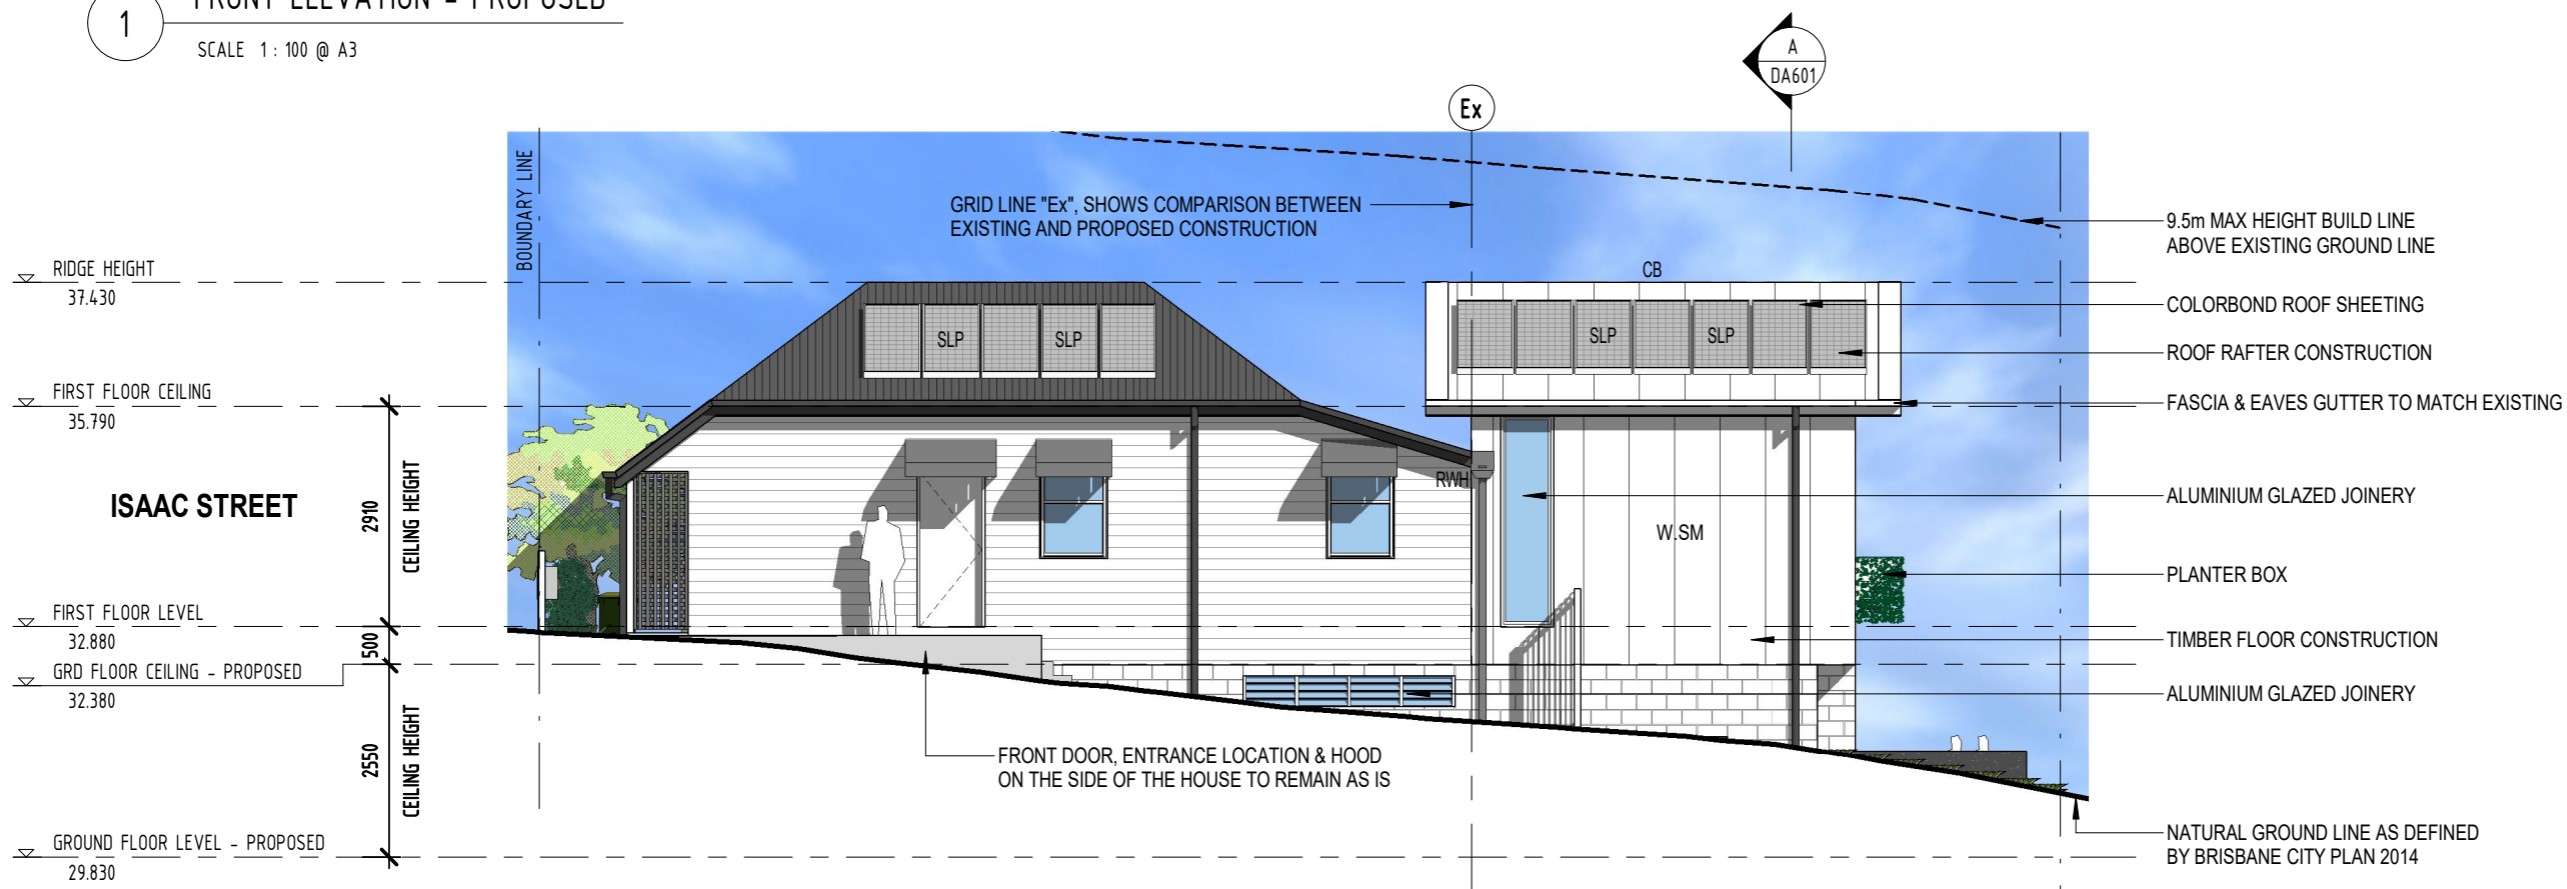 1
FRONT ELEVATION - PROPOSED
SCALE 1 : 100 @ A3
A
DA601
Ex
BOUNDARY LINE
GRID LINE "Ex", SHOWS COMPARISON BETWEEN
EXISTING AND PROPOSED CONSTRUCTION
9.5m MAX HEIGHT BUILD LINE
ABOVE EXISTING GROUND LINE
RIDGE HEIGHT
37.430
CB
COLORBOND ROOF SHEETING
SLP
SLP
SLP
SLP
ROOF RAFTER CONSTRUCTION
FIRST FLOOR CEILING
35.790
FASCIA & EAVES GUTTER TO MATCH EXISTING
ISAAC STREET
2910
CEILING HEIGHT
RWH
ALUMINIUM GLAZED JOINERY
W.SM
PLANTER BOX
FIRST FLOOR LEVEL
32.880
500
TIMBER FLOOR CONSTRUCTION
GRD FLOOR CEILING - PROPOSED
32.380
ALUMINIUM GLAZED JOINERY
2550
CEILING HEIGHT
FRONT DOOR, ENTRANCE LOCATION & HOOD
ON THE SIDE OF THE HOUSE TO REMAIN AS IS
GROUND FLOOR LEVEL - PROPOSED
29.830
NATURAL GROUND LINE AS DEFINED
BY BRISBANE CITY PLAN 2014